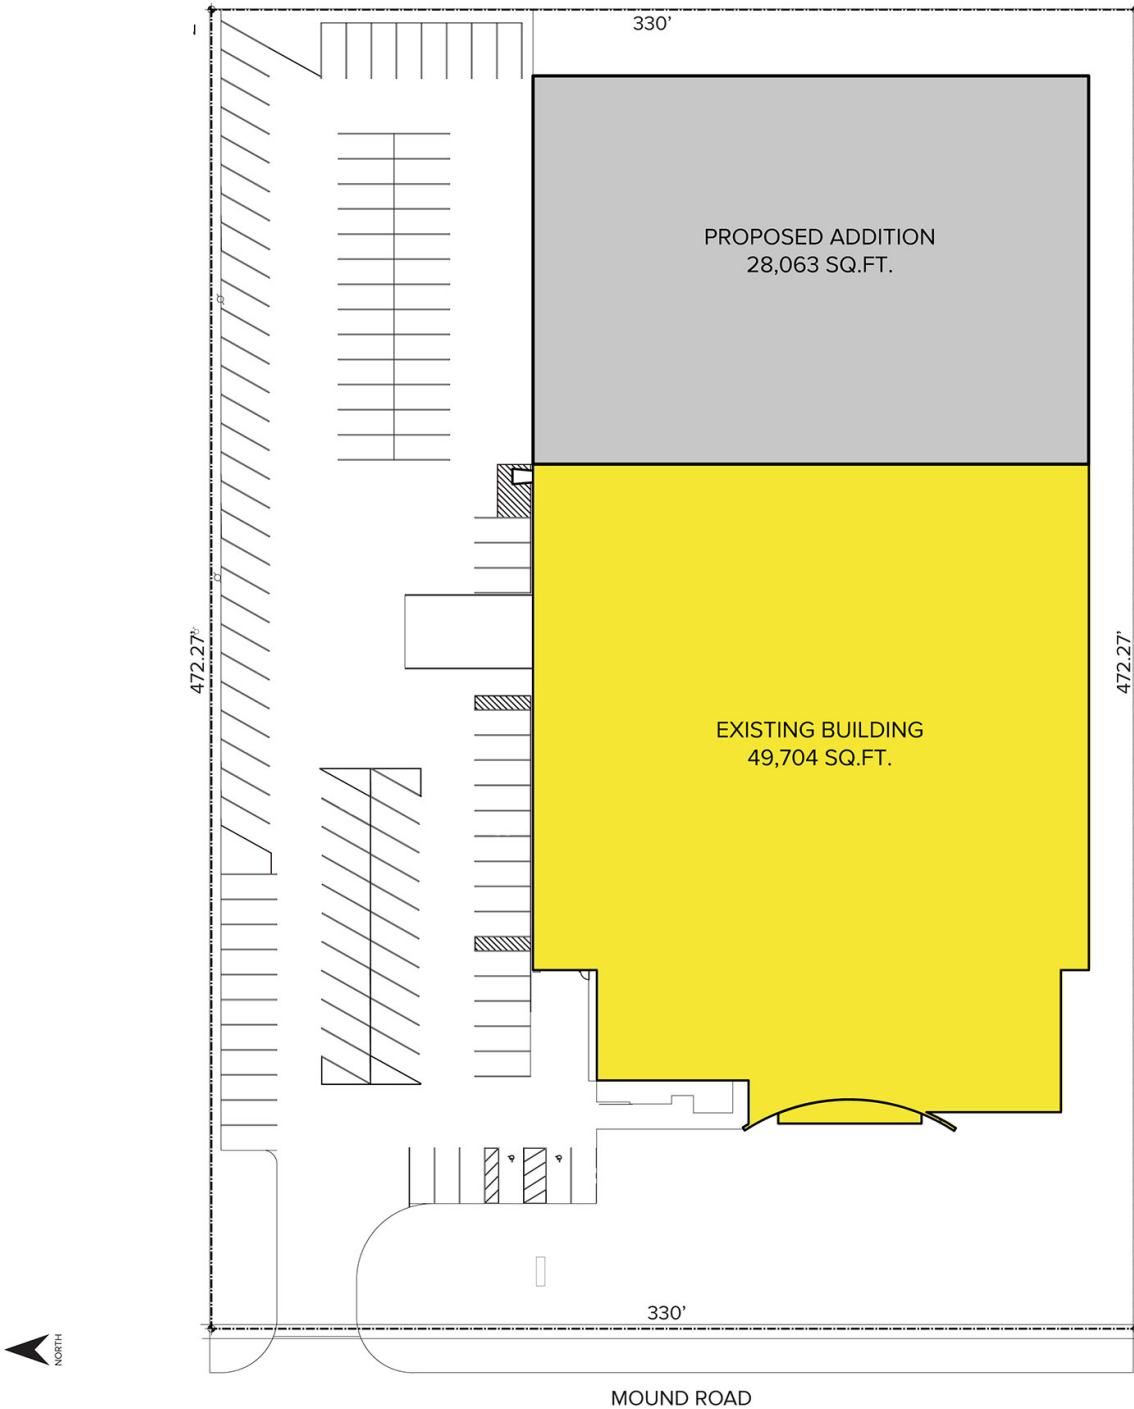 330’
PROPOSED ADDITION
28,063 SQ.FT.
472.27’
472.27’
EXISTING BUILDING
49,704 SQ.FT.
330’
NORTH
MOUND ROAD